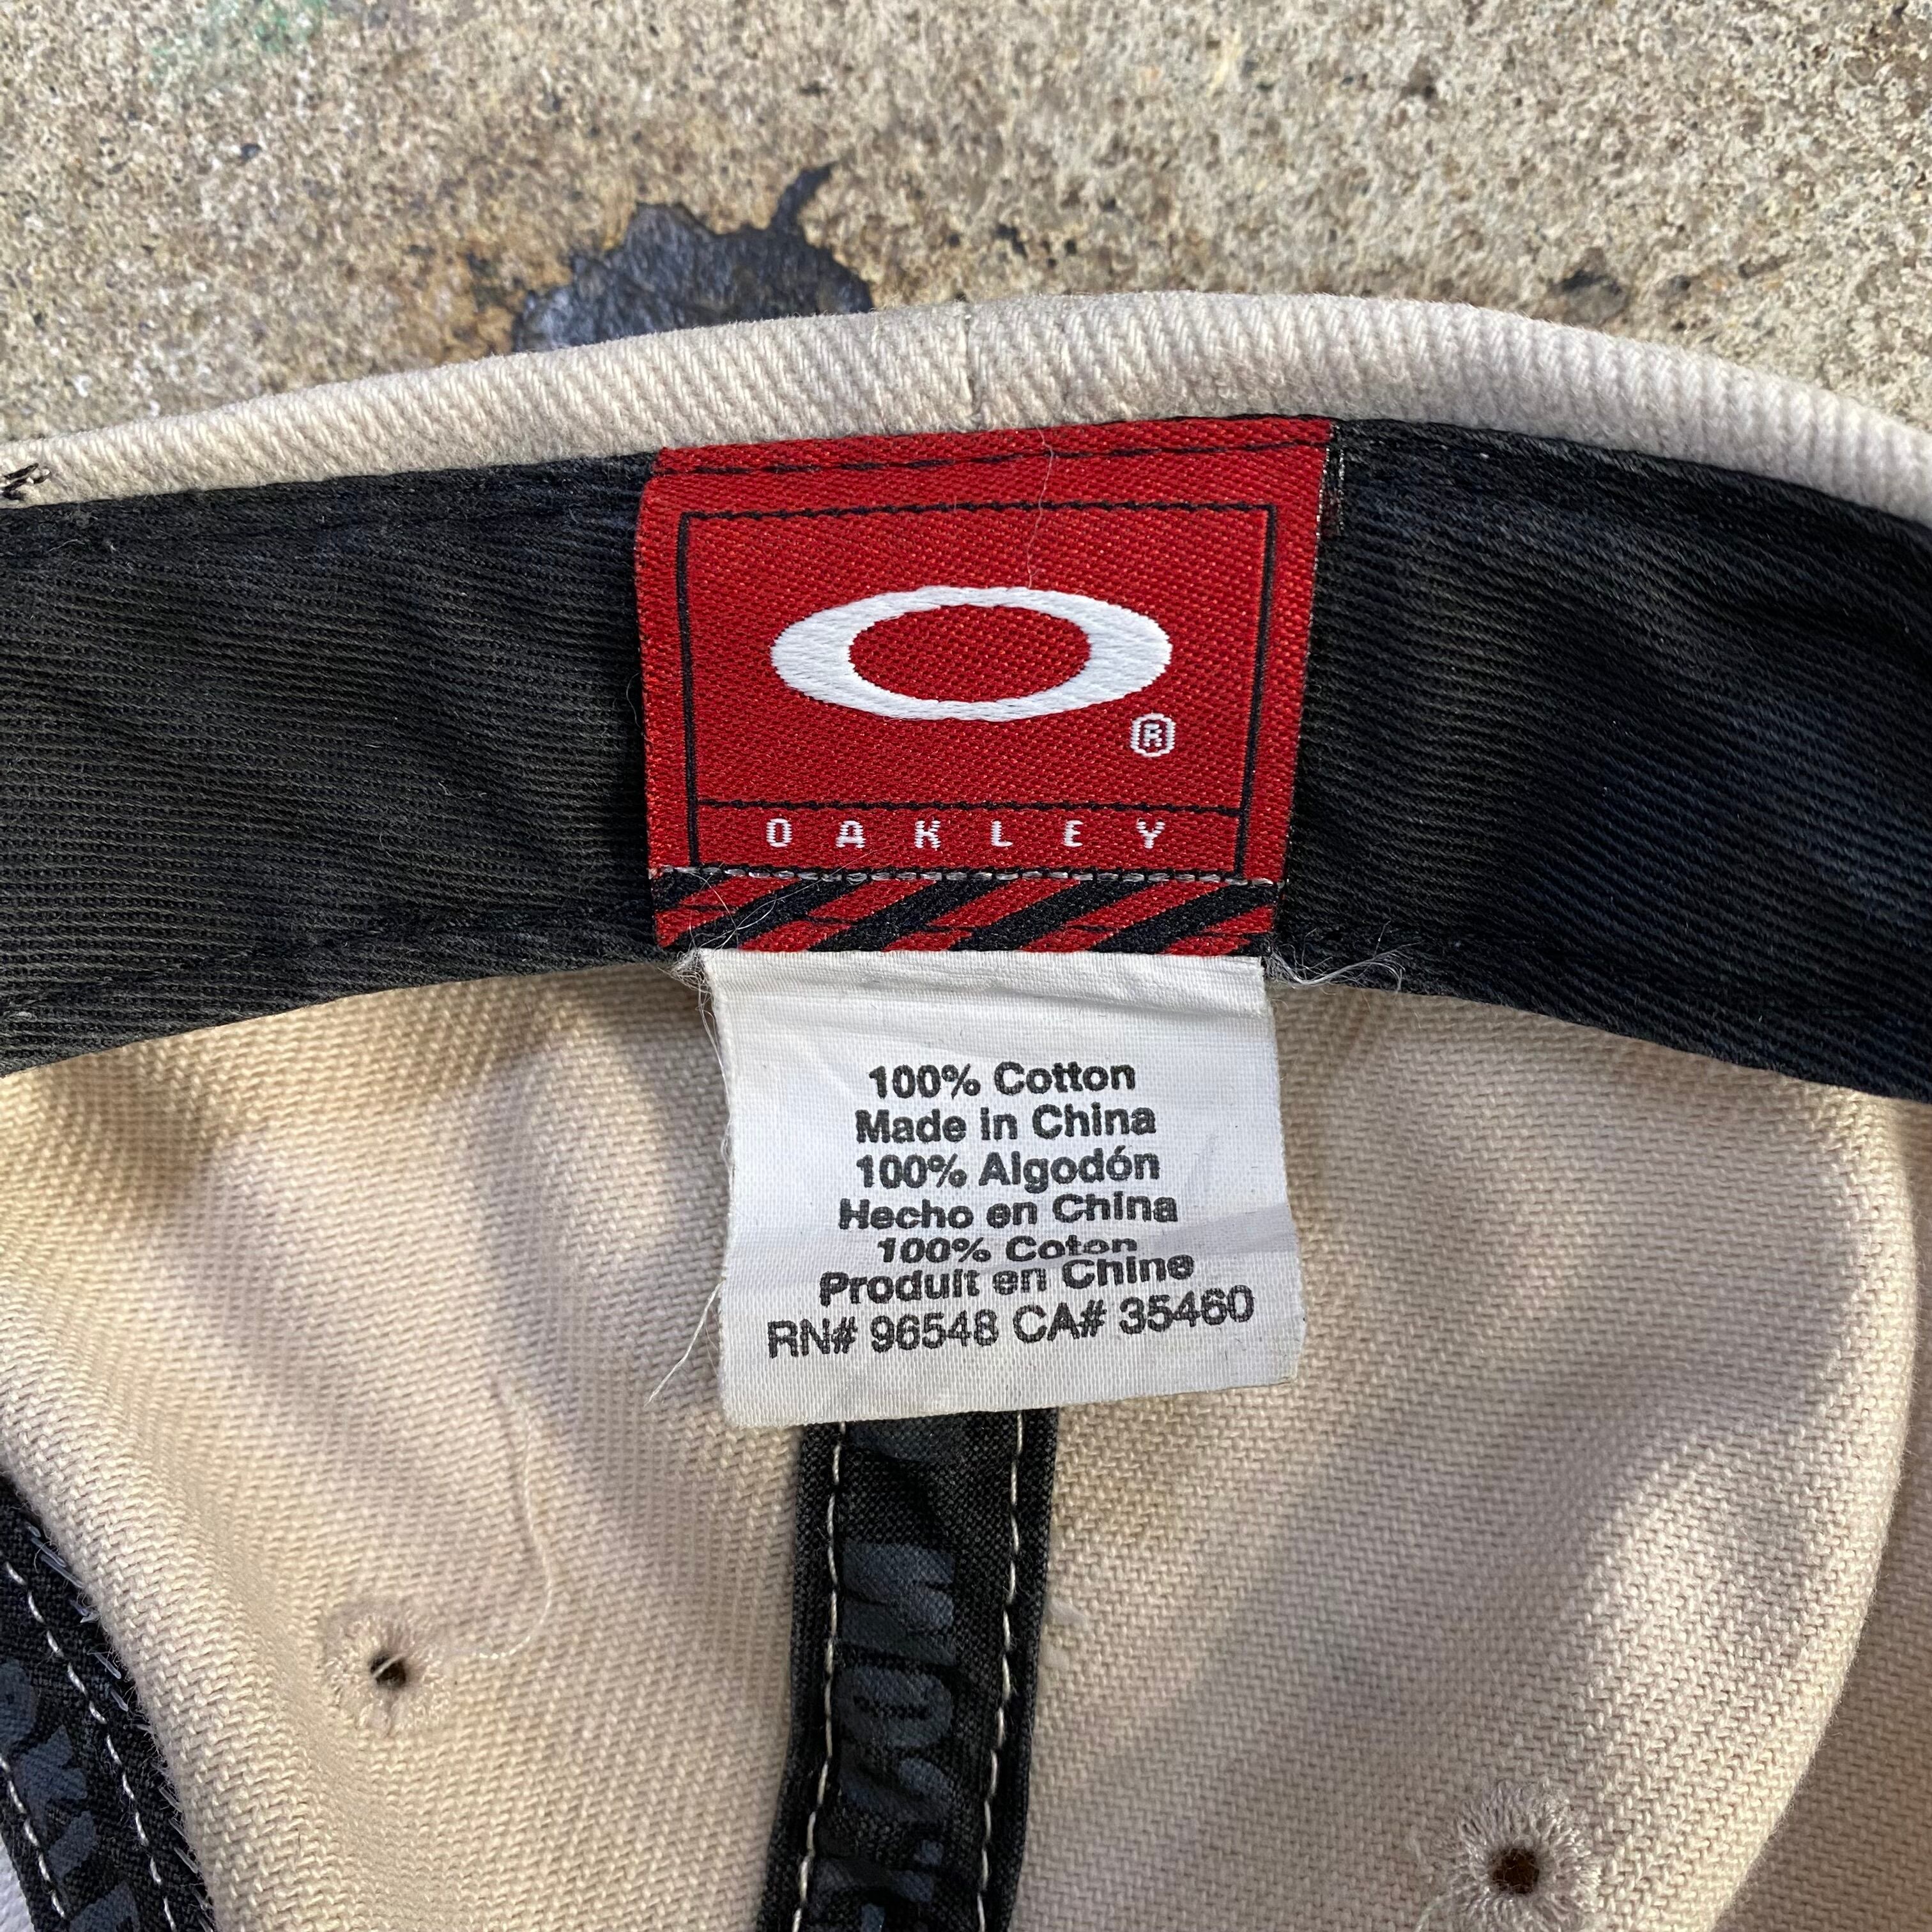 ®
OAKLEY
100% Cotton
Made in China
100% Algodón
Hecho en China
100% Coton
Produit en Chine
RN# 96548 CA# 35460